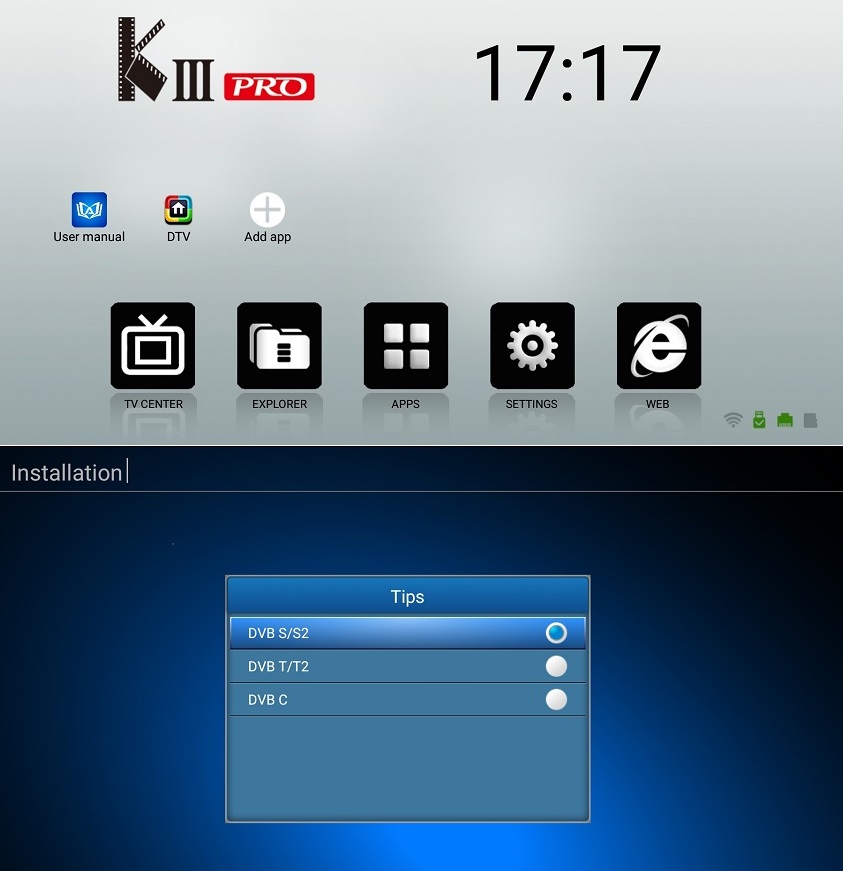 KIII PRO
17:17
User manual
DTV
Add app
TV CENTER
EXPLORER
APPS
SETTINGS
WEB
Installation
Tips
DVB S/S2
DVB T/T2
DVB C